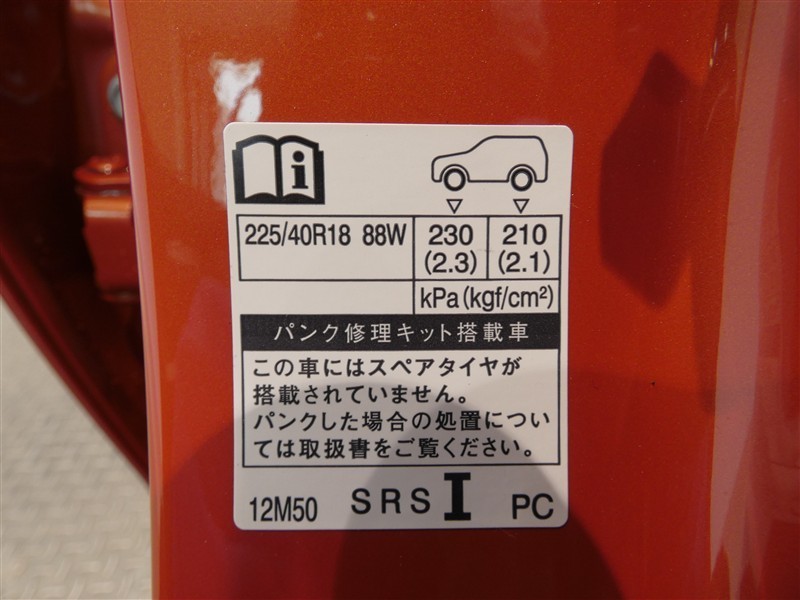 i
225/40R18 88W 230 210
(2.3) (2.1)
kPa(kgf/cm²)
パンク修理キット搭載車
この車にはスペアタイヤが
搭載されていません。
パンクした場合の処置につい
ては取扱書をご覧ください。
12M50 SRS I PC